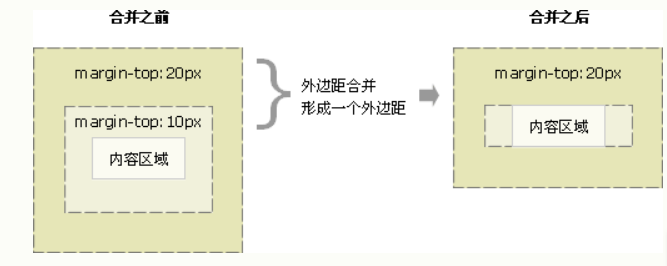 合并之前
合并之后
margin-top:20px
margin-top:10px
内容区域
外边距合并
形成一个外边距
margin-top:20px
内容区域